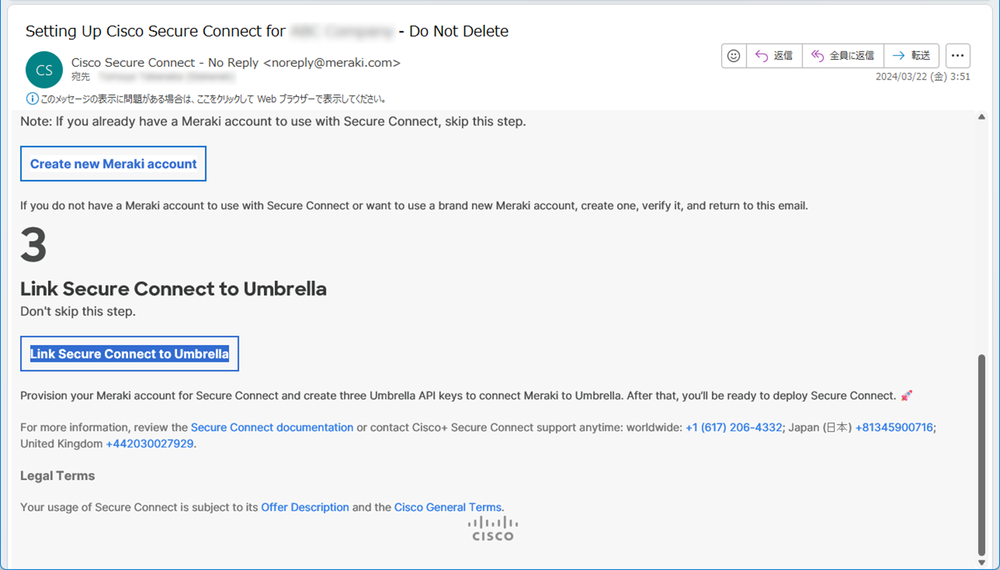 Setting Up Cisco Secure Connect for - Do Not Delete
CS
Cisco Secure Connect - No Reply <noreply@meraki.com>
宛先
返信
全員に返信
転送
2024/03/22 (金) 3:51
このメッセージの表示に問題がある場合は、ここをクリックして Web ブラウザーで表示してください。
Note: If you already have a Meraki account to use with Secure Connect, skip this step.
Create new Meraki account
If you do not have a Meraki account to use with Secure Connect or want to use a brand new Meraki account, create one, verify it, and return to this email.
3
Link Secure Connect to Umbrella
Don't skip this step.
Link Secure Connect to Umbrella
Provision your Meraki account for Secure Connect and create three Umbrella API keys to connect Meraki to Umbrella. After that, you'll be ready to deploy Secure Connect. 🚀
For more information, review the Secure Connect documentation or contact Cisco+ Secure Connect support anytime: worldwide: +1 (617) 206-4332; Japan (日本) +81345900716;
United Kingdom +442030027929.
Legal Terms
Your usage of Secure Connect is subject to its Offer Description and the Cisco General Terms.
CISCO